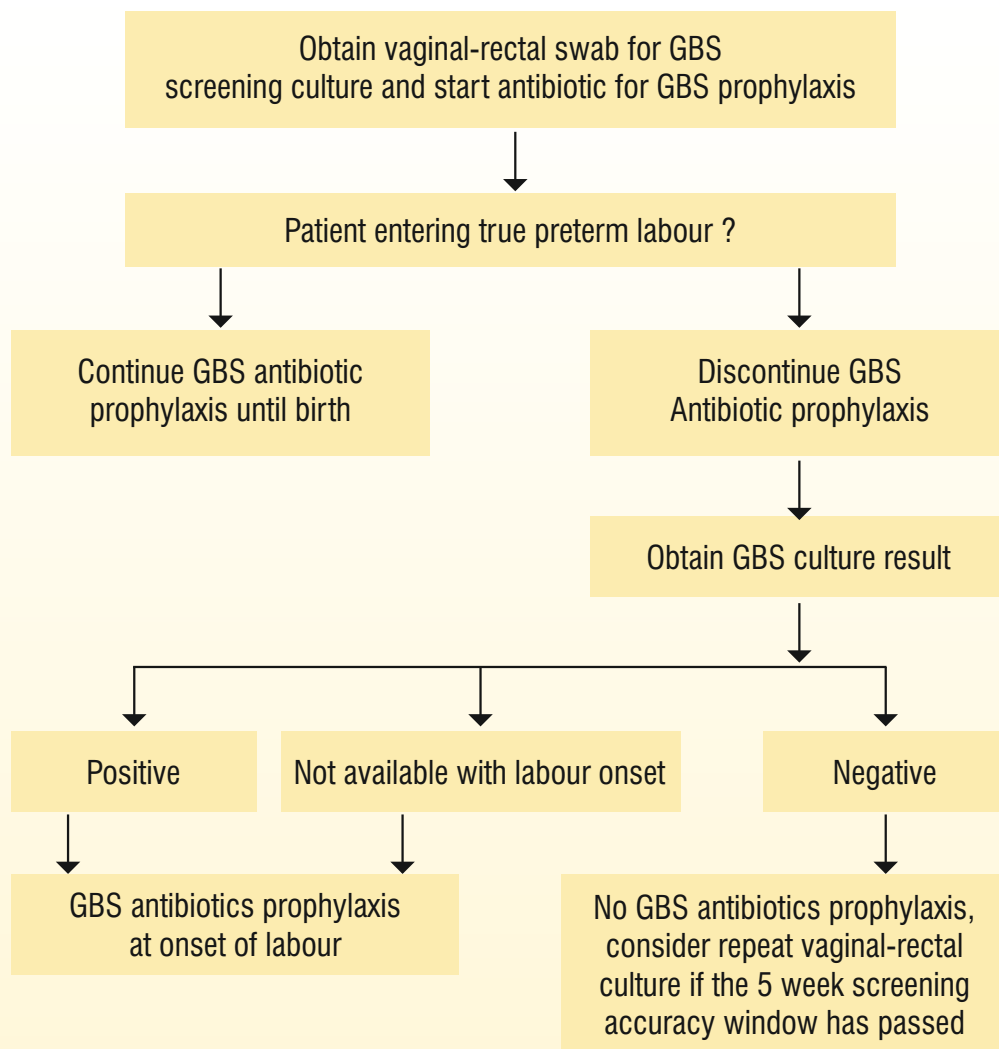 Obtain vaginal-rectal swab for GBS
screening culture and start antibiotic for GBS prophylaxis
Patient entering true preterm labour ?
Continue GBS antibiotic
prophylaxis until birth
Discontinue GBS
Antibiotic prophylaxis
Obtain GBS culture result
Positive
Not available with labour onset
Negative
GBS antibiotics prophylaxis
at onset of labour
No GBS antibiotics prophylaxis,
consider repeat vaginal-rectal
culture if the 5 week screening
accuracy window has passed